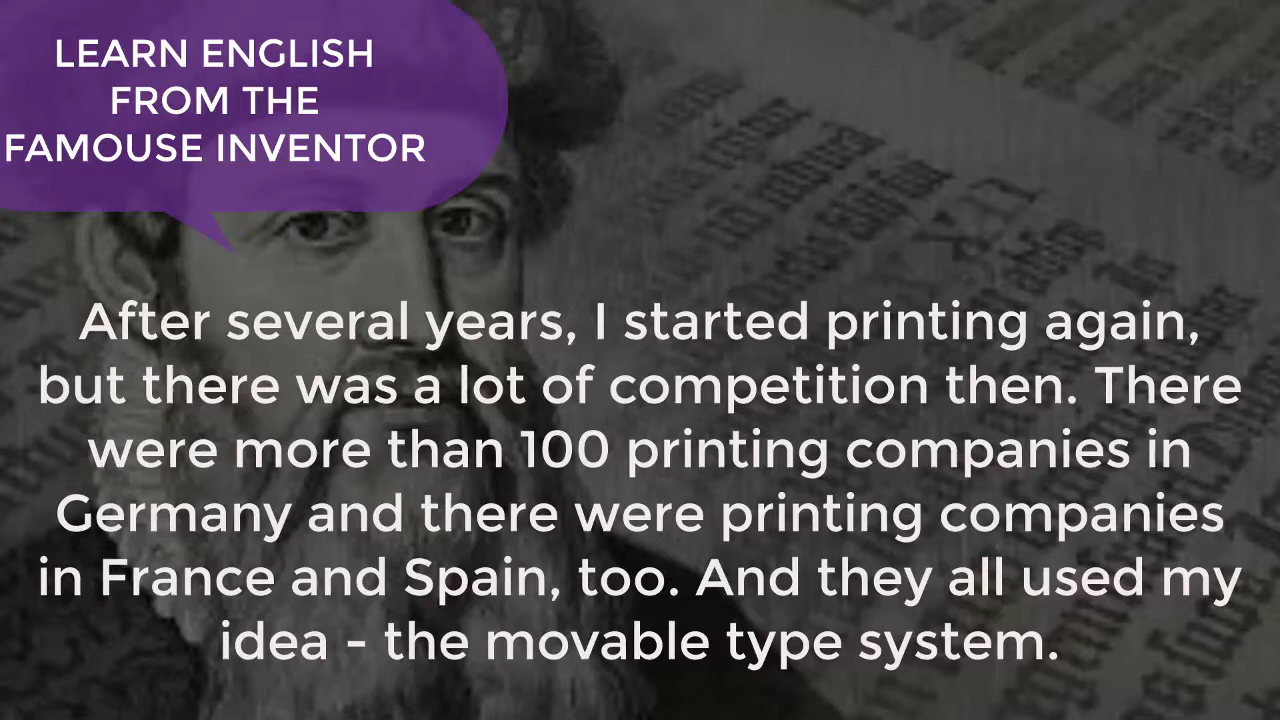 LEARN ENGLISH
FROM THE
FAMOUSE INVENTOR
After several years, I started printing again,
but there was a lot of competition then. There
were more than 100 printing companies in
Germany and there were printing companies
in France and Spain, too. And they all used my
idea - the movable type system.